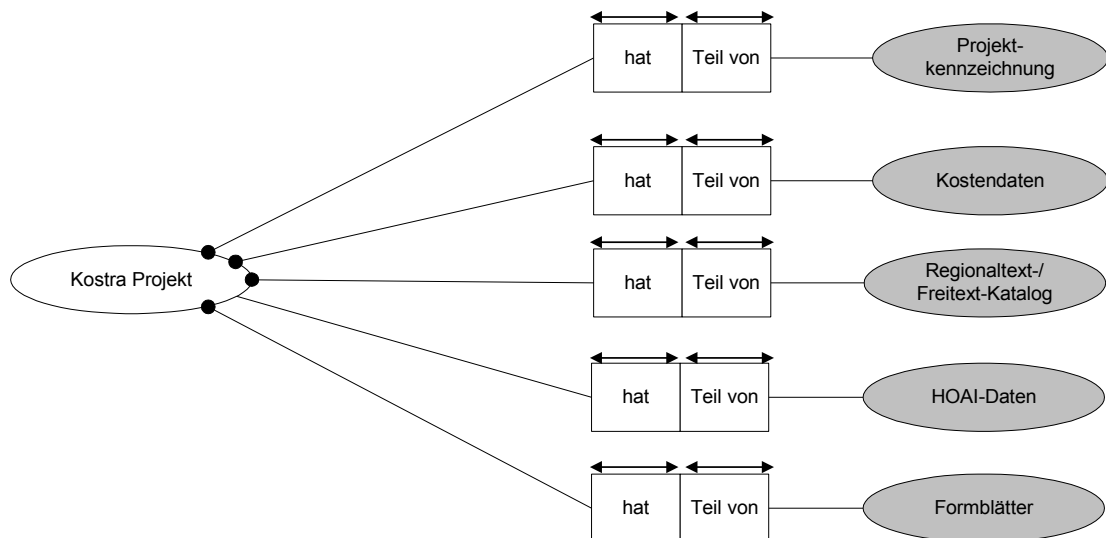 hat
Teil von
Projekt-
kennzeichnung
hat
Teil von
Kostendaten
Kostra Projekt
hat
Teil von
Regionaltext-/
Freitext-Katalog
hat
Teil von
HOAI-Daten
hat
Teil von
Formblätter